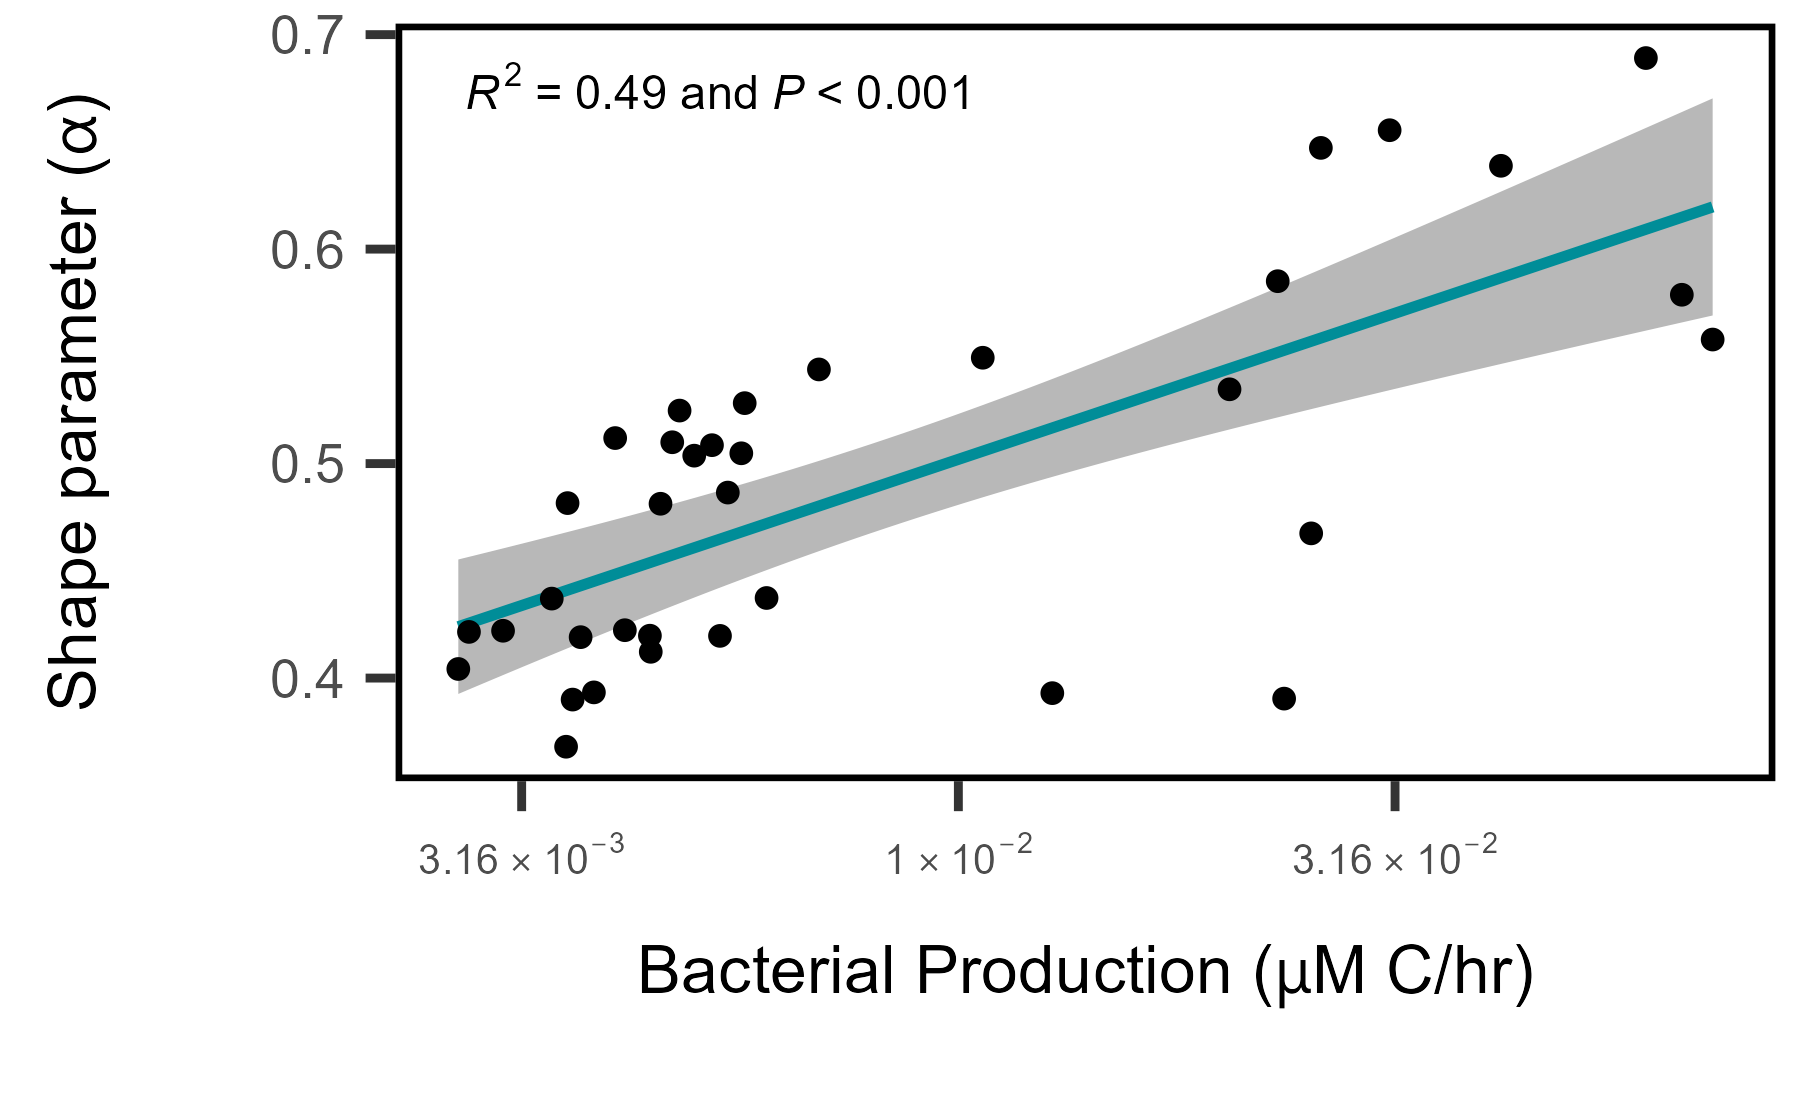 0.7
R² = 0.49 and P < 0.001
0.6
0.5
0.4
Shape parameter (α)
3.16 × 10⁻³
1 × 10⁻²
3.16 × 10⁻²
Bacterial Production (μM C/hr)